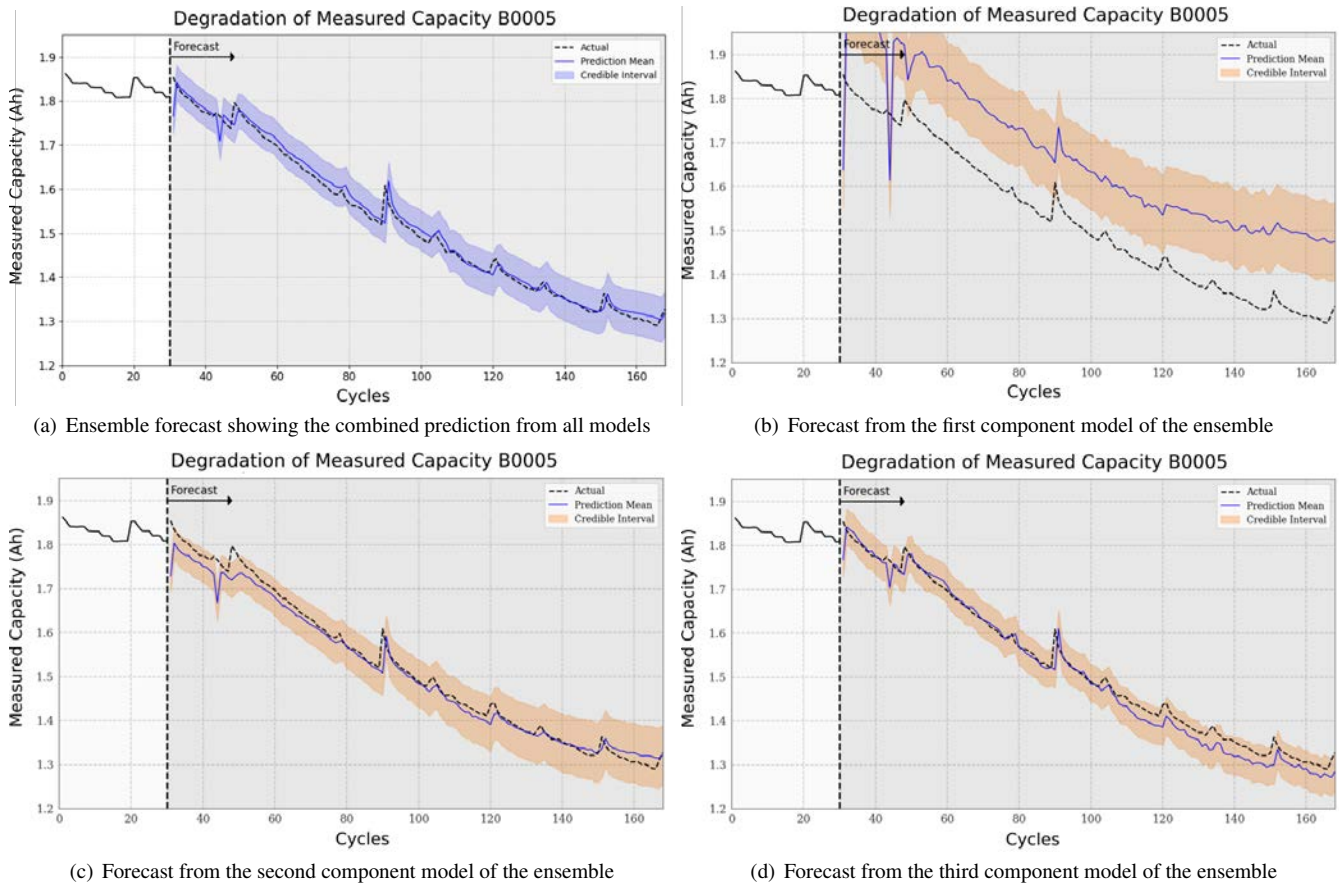 Degradation of Measured Capacity B0005
Measured Capacity (Ah)
1.9
1.8
1.7
1.6
1.5
1.4
1.3
1.2
Forecast
Actual
Prediction Mean
Credible Interval
0 20 40 60 80 100 120 140 160
Cycles
(a) Ensemble forecast showing the combined prediction from all models
Degradation of Measured Capacity B0005
Measured Capacity (Ah)
1.9
1.8
1.7
1.6
1.5
1.4
1.3
1.2
Forecast
Actual
Prediction Mean
Credible Interval
0 20 40 60 80 100 120 140 160
Cycles
(b) Forecast from the first component model of the ensemble
Degradation of Measured Capacity B0005
Measured Capacity (Ah)
1.9
1.8
1.7
1.6
1.5
1.4
1.3
1.2
Forecast
Actual
Prediction Mean
Credible Interval
0 20 40 60 80 100 120 140 160
Cycles
(c) Forecast from the second component model of the ensemble
Degradation of Measured Capacity B0005
Measured Capacity (Ah)
1.9
1.8
1.7
1.6
1.5
1.4
1.3
1.2
Forecast
Actual
Prediction Mean
Credible Interval
0 20 40 60 80 100 120 140 160
Cycles
(d) Forecast from the third component model of the ensemble